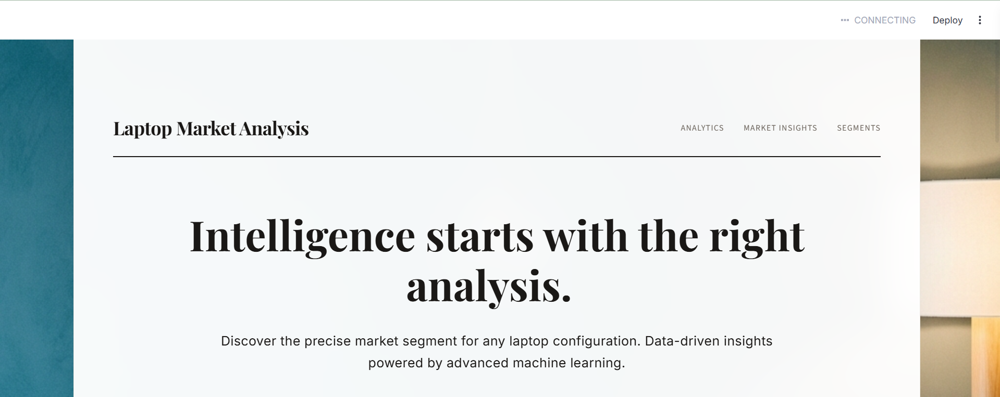 CONNECTING Deploy
Laptop Market Analysis
ANALYTICS MARKET INSIGHTS SEGMENTS
Intelligence starts with the right
analysis.
Discover the precise market segment for any laptop configuration. Data-driven insights
powered by advanced machine learning.